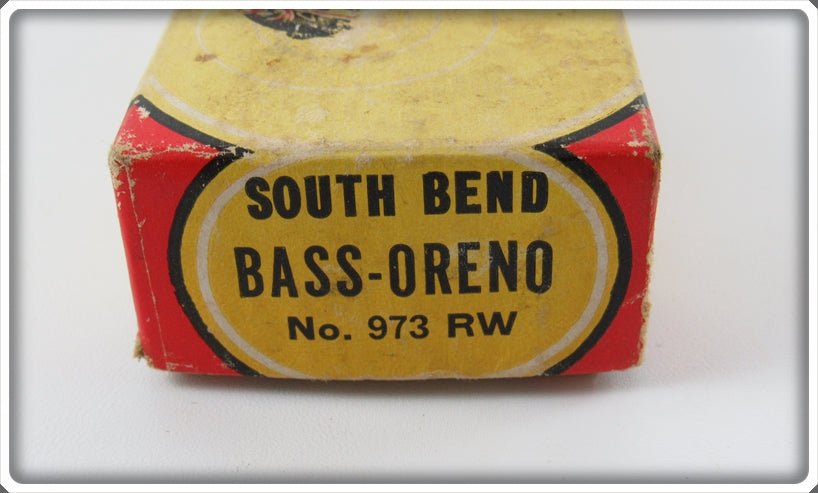 SOUTH BEND
BASS-ORENO
No. 973 RW